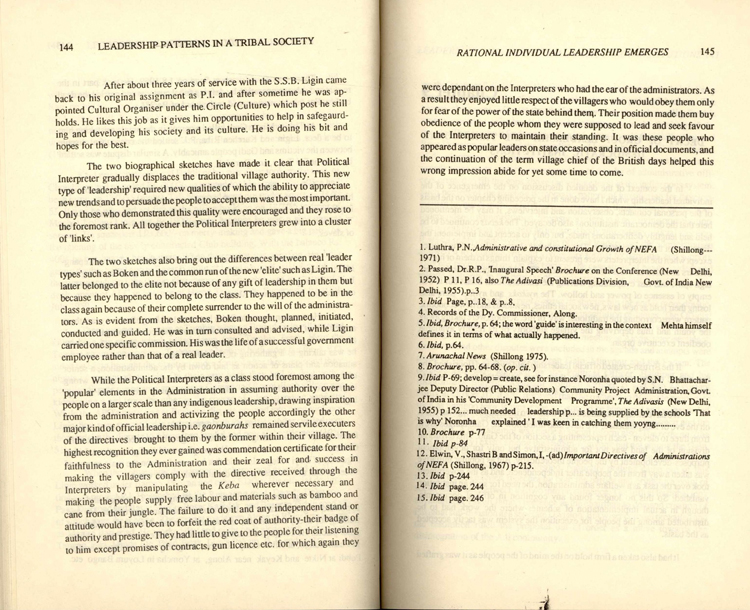 144 LEADERSHIP PATTERNS IN A TRIBAL SOCIETY
After about three years of service with the S.S.B. Ligin came
back to his original assignment as P.I. and after sometime he was ap-
pointed Cultural Organiser under the Circle (Culture) which post he still
holds. He likes this job as it gives him opportunities to help in safegaurd-
ing and developing his society and its culture. He is doing his bit and
hopes for the best.
The two biographical sketches have made it clear that Political
Interpreter gradually displaces the traditional village authority. This new
type of 'leadership' required new qualities of which the ability to appreciate
new trends and to persuade the people to accept them was the most important.
Only those who demonstrated this quality were encouraged and they rose to
the foremost rank. All together the Political Interpreters grew into a cluster
of 'links'.
The two sketches also bring out the differences between real 'leader
types' such as Boken and the common run of the new 'elite' such as Ligin. The
latter belonged to the elite not because of any gift of leadership in them but
because they happened to belong to the class. They happened to be in the
class again because of their complete surrender to the will of the administra-
tors. As is evident from the sketches, Boken thought, planned, initiated,
conducted and guided. He was in turn consulted and advised, while Ligin
carried one specific commission. His was the life of a successful government
employee rather than that of a real leader.
While the Political Interpreters as a class stood foremost among the
'popular' elements in the Administration in assuming authority over the
people on a larger scale than any indigenous leadership, drawing inspiration
from the administration and activizing the people accordingly the other
major kind of official leadership i.e. gaonburahs remained servile executers
of the directives brought to them by the former within their village. The
highest recognition they ever gained was commendation certificate for their
faithfulness to the Administration and their zeal for and success in
making the villagers comply with the directive received through the
Interpreters by manipulating the Keba wherever necessary and
making the people supply free labour and materials such as bamboo and
cane from their jungle. The failure to do it and any independent stand or
attitude would have been to forfeit the red coat of authority-their badge of
authority and prestige. They had little to give to the people for their listening
to him except promises of contracts, gun licence etc. for which again they
RATIONAL INDIVIDUAL LEADERSHIP EMERGES 145
were dependant on the Interpreters who had the ear of the administrators. As
a result they enjoyed little respect of the villagers who would obey them only
for fear of the power of the state behind them. Their position made them buy
obedience of the people whom they were supposed to lead and seek favour
of the Interpreters to maintain their standing. It was these people who
appeared as popular leaders on state occasions and in official documents, and
the continuation of the term village chief of the British days helped this
wrong impression abide for yet some time to come.
1. Luthra, P.N.,Administrative and constitutional Growth of NEFA (Shillong---
1971)
2. Passed, Dr.R.P., 'Inaugural Speech' Brochure on the Conference (New Delhi,
1952) P 11, P 16, also The Adivasi (Publications Division, Govt. of India New
Delhi, 1955).p..3
3. Ibid Page, p..18, & p..8,
4. Records of the Dy. Commissioner, Along.
5. Ibid, Brochure, p. 64; the word 'guide' is interesting in the context Mehta himself
defines it in terms of what actually happened.
6. Ibid, p.64.
7. Arunachal News (Shillong 1975).
8. Brochure, pp. 64-68. (op. cit. )
9. Ibid P-69; develop = create, see for instance Noronha quoted by S.N. Bhattachar-
jee Deputy Director (Public Relations) Community Project Administration, Govt.
of India in his 'Community Development Programme', The Adivasis (New Delhi,
1955) p 152... much needed leadership p... is being supplied by the schools 'That
is why' Noronha explained ' I was keen in catching them yoyng.........
10. Brochure p-77
11. Ibid p-84
12. Elwin, V., Shastri B and Simon, I, -(ad) Important Directives of Administrations
of NEFA (Shillong, 1967) p-215.
13. Ibid p-244
14. Ibid page. 244
15. Ibid page. 246